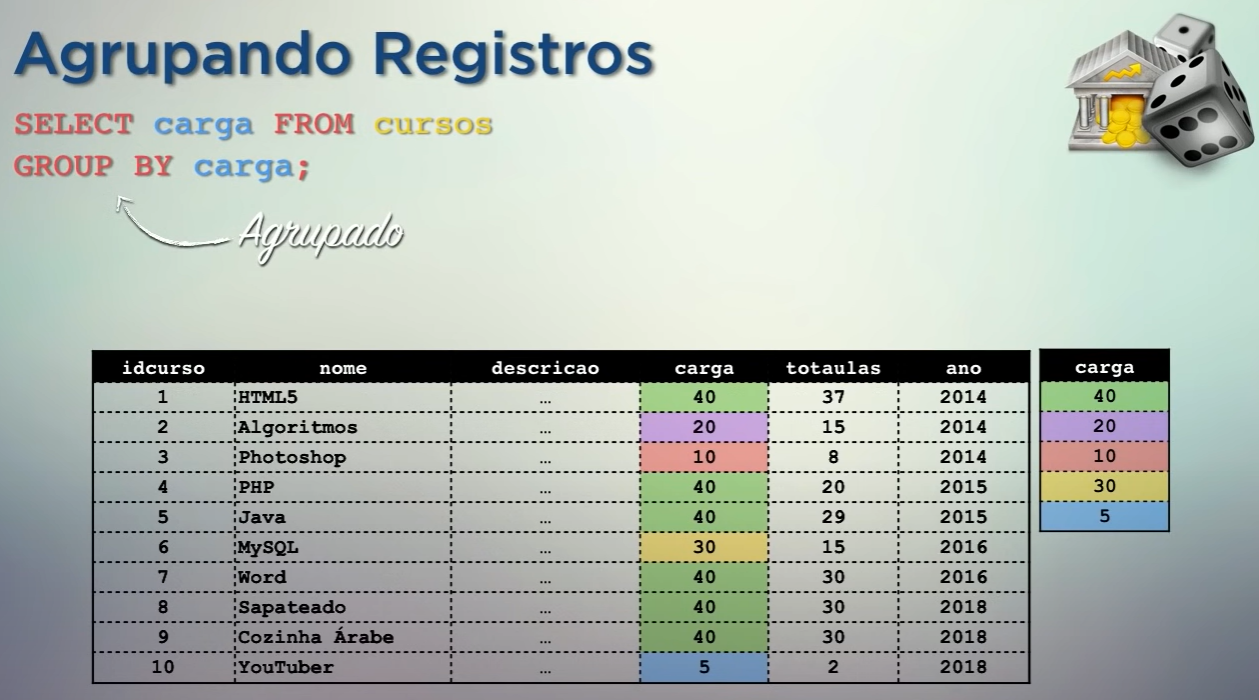 Agrupando Registros
SELECT carga FROM cursos
GROUP BY carga;
Agrupado
idcurso nome descricao carga totaulas ano
1 HTML5 … 40 37 2014
2 Algoritmos … 20 15 2014
3 Photoshop … 10 8 2014
4 PHP … 40 20 2015
5 Java … 40 29 2015
6 MySQL … 30 15 2016
7 Word … 40 30 2016
8 Sapateado … 40 30 2018
9 Cozinha Árabe … 40 30 2018
10 YouTuber … 5 2 2018
carga
40
20
10
30
5